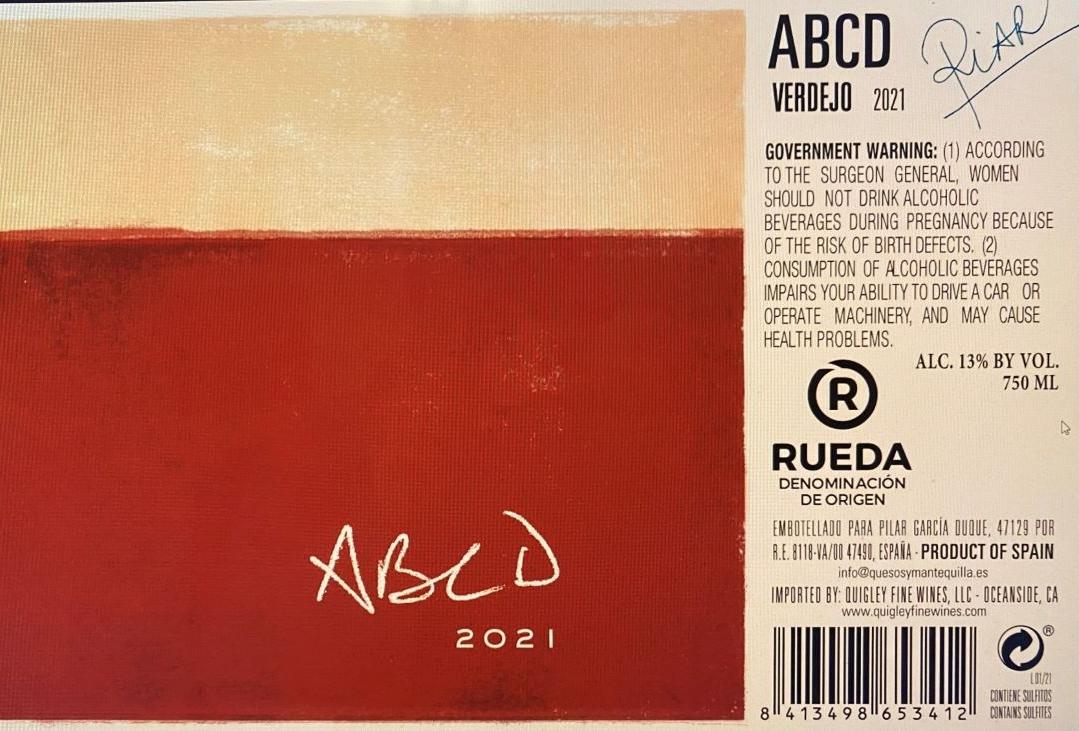 ABCD
2021
ABCD
VERDEJO 2021
GOVERNMENT WARNING: (1) ACCORDING
TO THE SURGEON GENERAL, WOMEN
SHOULD NOT DRINK ALCOHOLIC
BEVERAGES DURING PREGNANCY BECAUSE
OF THE RISK OF BIRTH DEFECTS. (2)
CONSUMPTION OF ALCOHOLIC BEVERAGES
IMPAIRS YOUR ABILITY TO DRIVE A CAR OR
OPERATE MACHINERY, AND MAY CAUSE
HEALTH PROBLEMS.
ALC. 13% BY VOL.
750 ML
R
RUEDA
DENOMINACIÓN
DE ORIGEN
EMBOTELLADO PARA PILAR GARCÍA DUQUE, 47129 POR
R.E. 8118-VA/00 47490, ESPAÑA - PRODUCT OF SPAIN
info@quesosymantequilla.es
IMPORTED BY: QUIGLEY FINE WINES, LLC - OCEANSIDE, CA
www.quigleyfinewines.com
®
L 01/21
CONTIENE SULFITOS
CONTAINS SULFITES
8 413498 653412